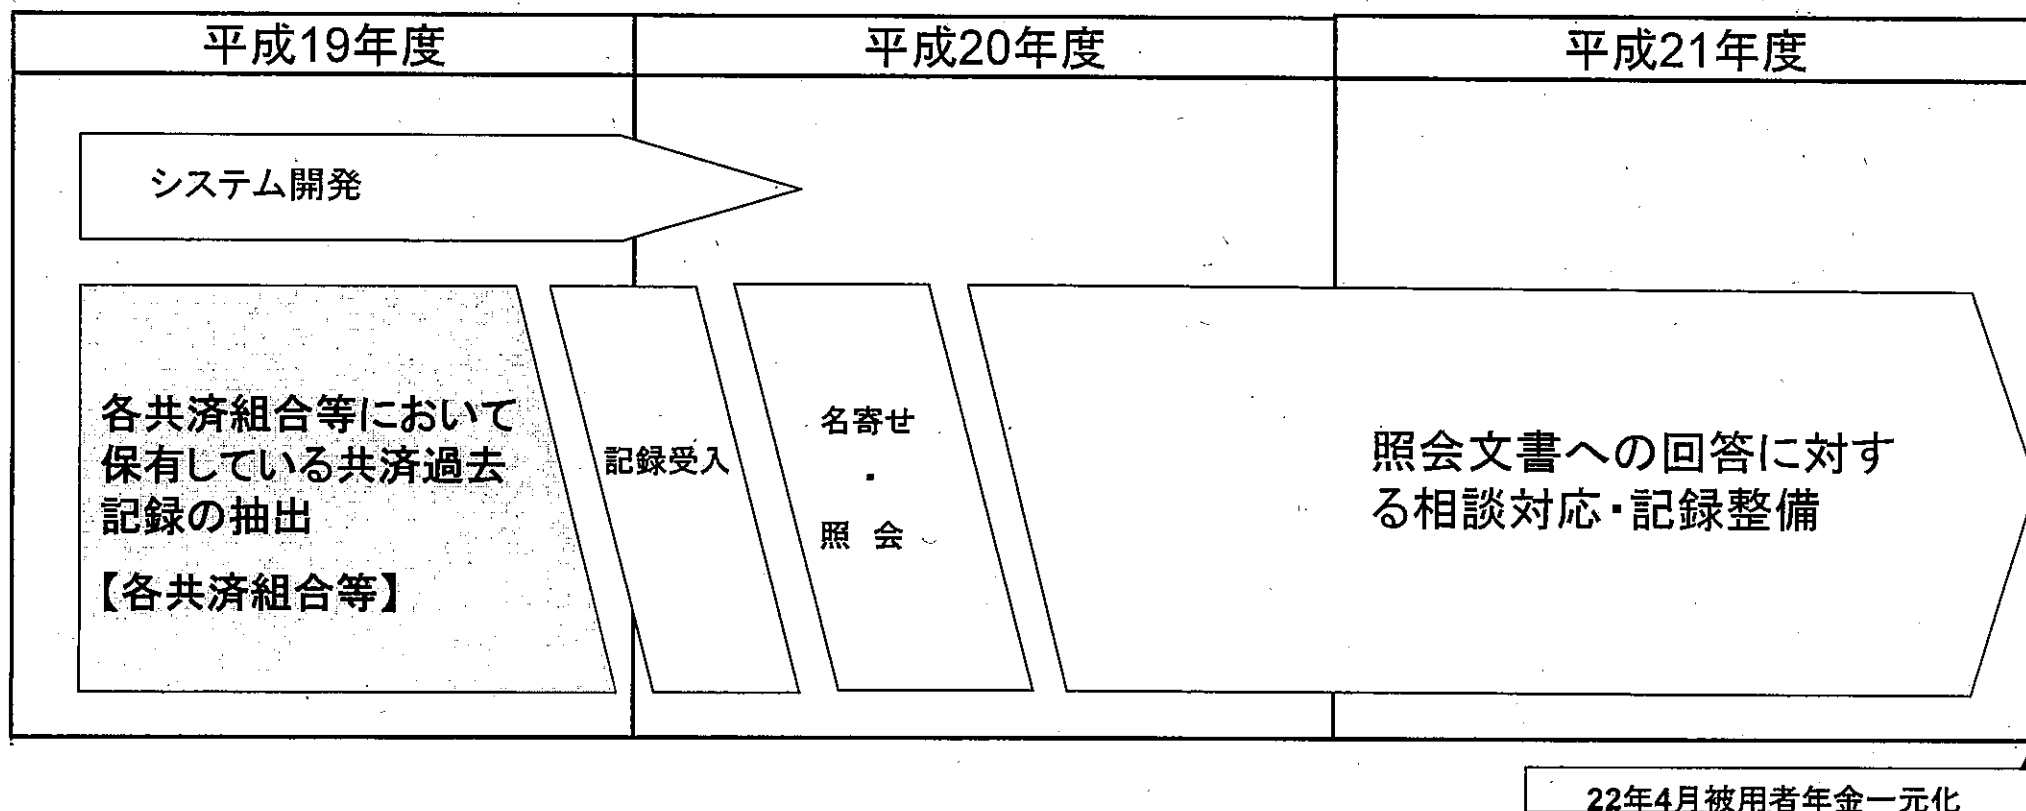 平成19年度
平成20年度
平成21年度
システム開発
各共済組合等において
保有している共済過去
記録の抽出
【各共済組合等】
記録受入
名寄せ
・
照 会
照会文書への回答に対す
る相談対応・記録整備
22年4月被用者年金一元化